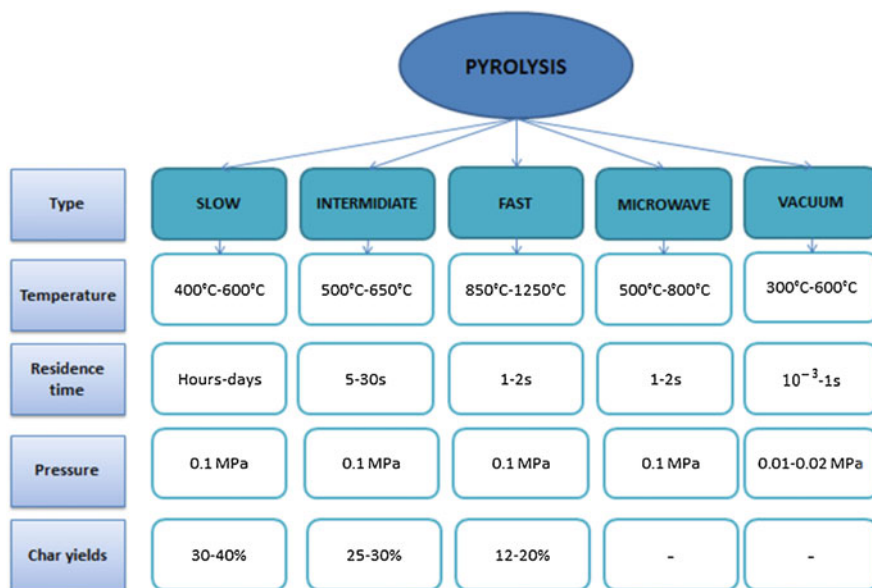 PYROLYSIS
Type
SLOW
INTERMIDIATE
FAST
MICROWAVE
VACUUM
Temperature
400°C-600°C
500°C-650°C
850°C-1250°C
500°C-800°C
300°C-600°C
Residence
time
Hours-days
5-30s
1-2s
1-2s
10⁻³-1s
Pressure
0.1 MPa
0.1 MPa
0.1 MPa
0.1 MPa
0.01-0.02 MPa
Char yields
30-40%
25-30%
12-20%
-
-